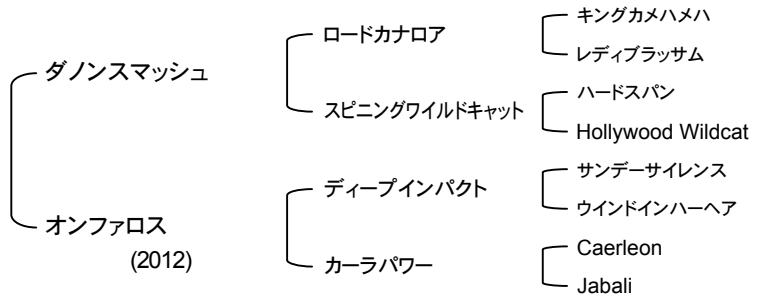 ダノンスマッシュ
ロードカナロア
キングカメハメハ
レディブラッサム
スピニングワイルドキャット
ハードスパン
Hollywood Wildcat
オンファロス
(2012)
ディープインパクト
サンデーサイレンス
ウインドインハーヘア
カーラパワー
Caerleon
Jabali